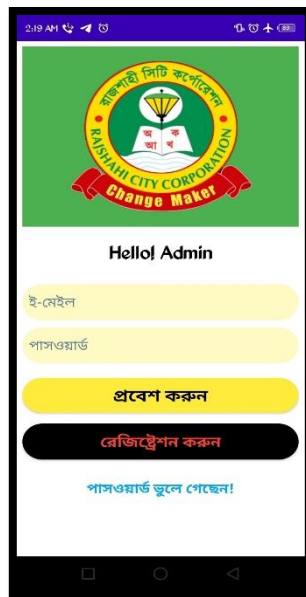 2:19 AM
রাজশাহী সিটি কর্পোরেশন
অ ক
আ খ
RAJSHAHI CITY CORPORATION
Change Maker
Hello! Admin
ই-মেইল
পাসওয়ার্ড
প্রবেশ করুন
রেজিষ্ট্রেশন করুন
পাসওয়ার্ড ভুলে গেছেন!